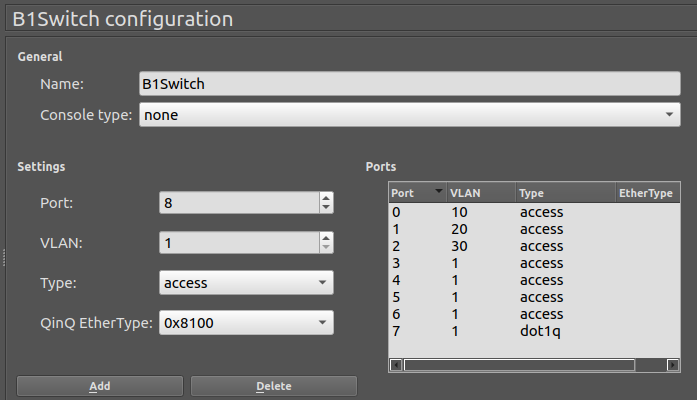 B1Switch configuration
General
Name: B1Switch
Console type: none
Settings
Port: 8
VLAN: 1
Type: access
QinQ EtherType: 0x8100
Add Delete
Ports
Port VLAN Type EtherType
0 10 access
1 20 access
2 30 access
3 1 access
4 1 access
5 1 access
6 1 access
7 1 dot1q